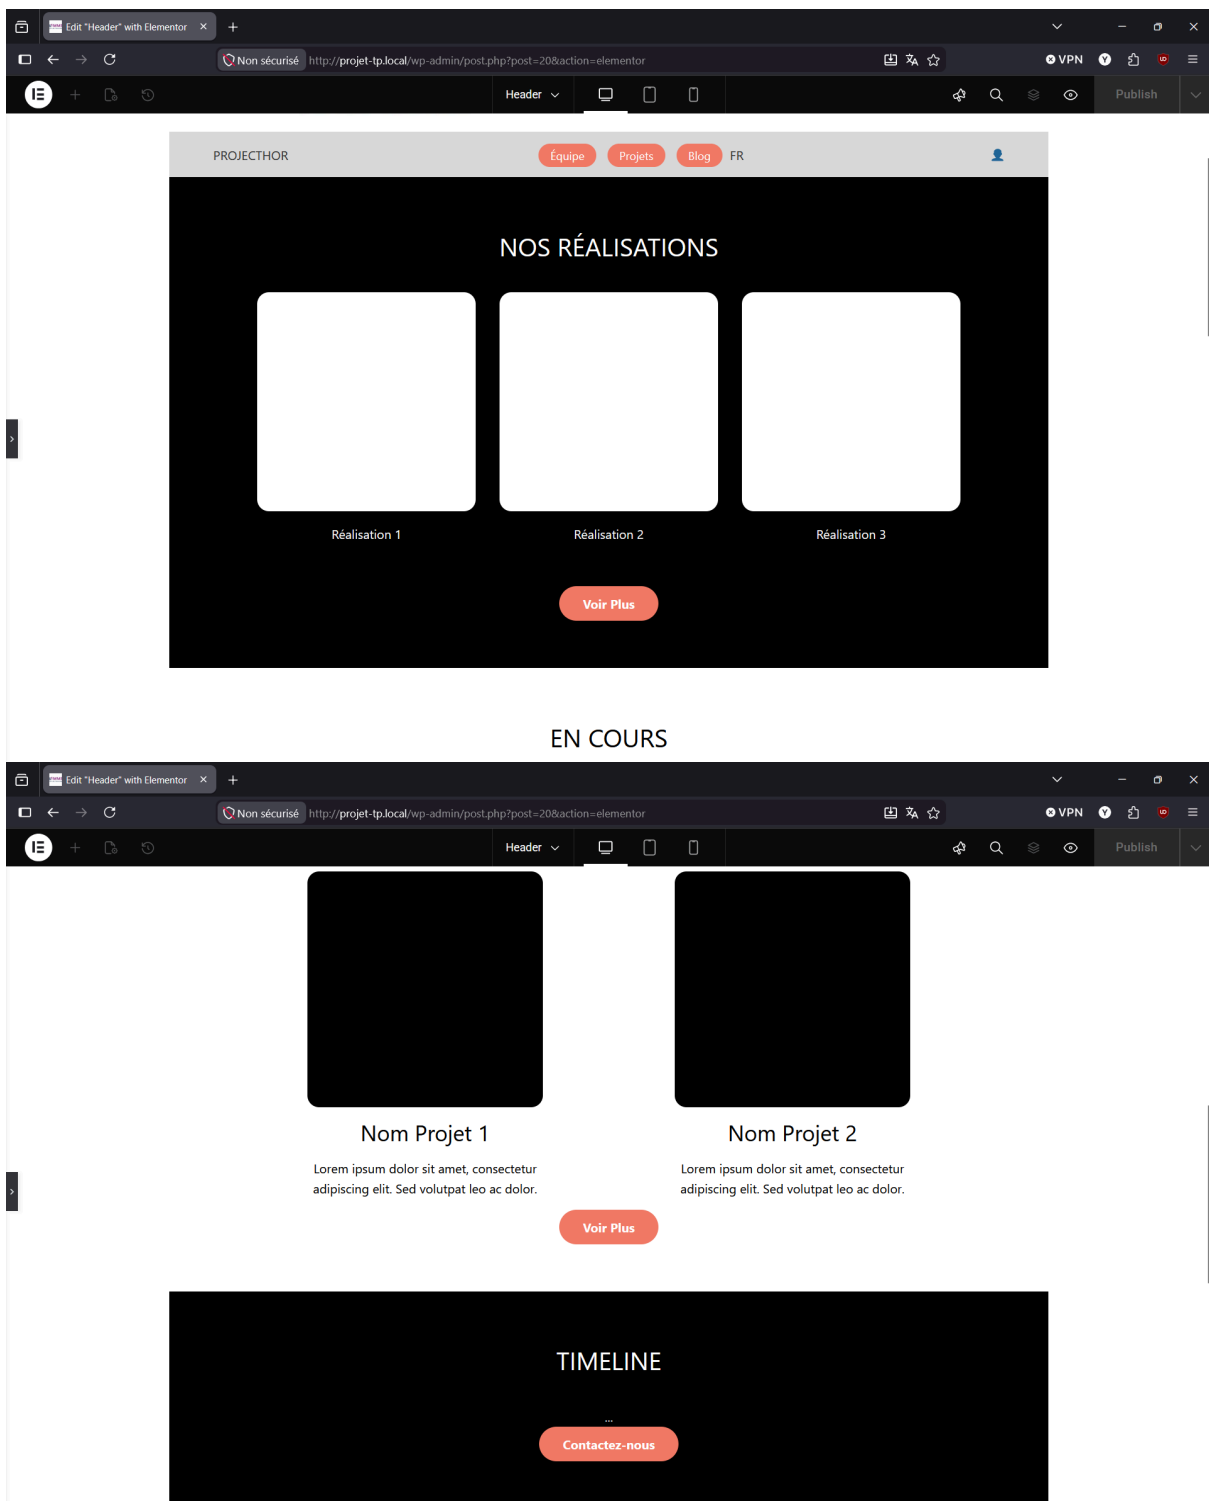 Edit "Header" with Elementor
Non sécurisé http://projet-tp.local/wp-admin/post.php?post=20&action=elementor
VPN
Header
Publish
PROJECTHOR
Équipe
Projets
Blog
FR
NOS RÉALISATIONS
Réalisation 1
Réalisation 2
Réalisation 3
Voir Plus
EN COURS
Edit "Header" with Elementor
Non sécurisé http://projet-tp.local/wp-admin/post.php?post=20&action=elementor
VPN
Header
Publish
Nom Projet 1
Lorem ipsum dolor sit amet, consectetur
adipiscing elit. Sed volutpat leo ac dolor.
Nom Projet 2
Lorem ipsum dolor sit amet, consectetur
adipiscing elit. Sed volutpat leo ac dolor.
Voir Plus
TIMELINE
...
Contactez-nous